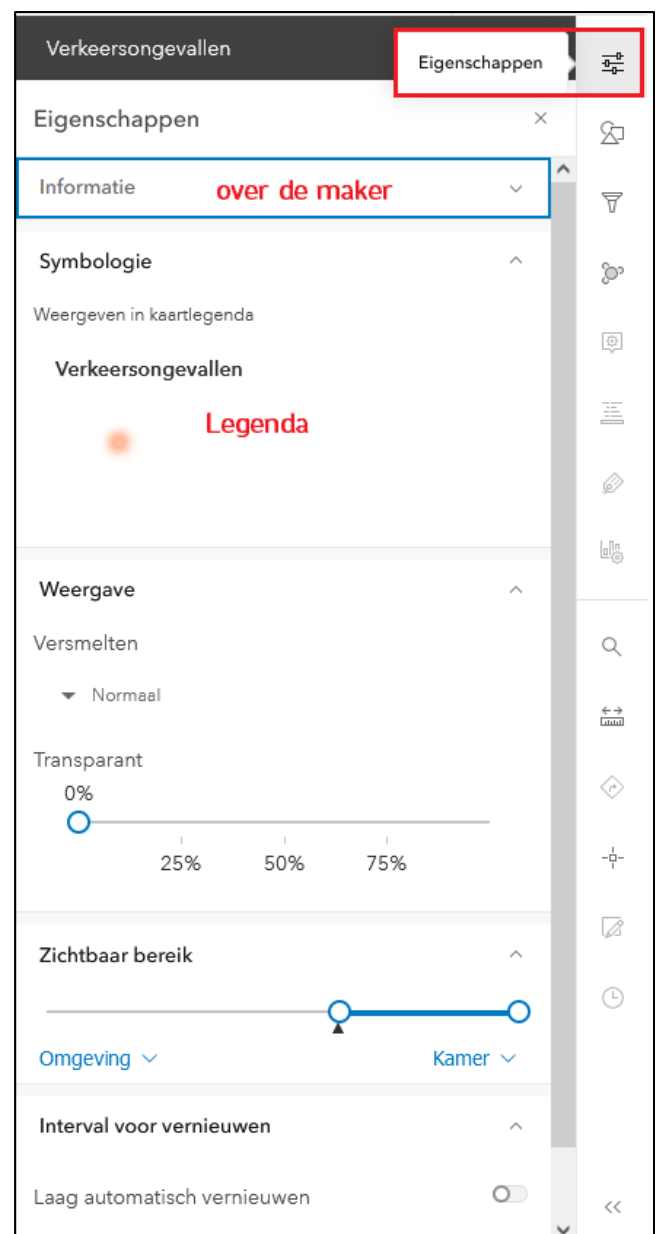 Verkeersongevallen
Eigenschappen
Eigenschappen
Informatie over de maker
Symbologie
Weergeven in kaartlegenda
Verkeersongevallen
Legenda
Weergave
Versmelten
Normaal
Transparant
0%
25% 50% 75%
Zichtbaar bereik
Omgeving Kamer
Interval voor vernieuwen
Laag automatisch vernieuwen